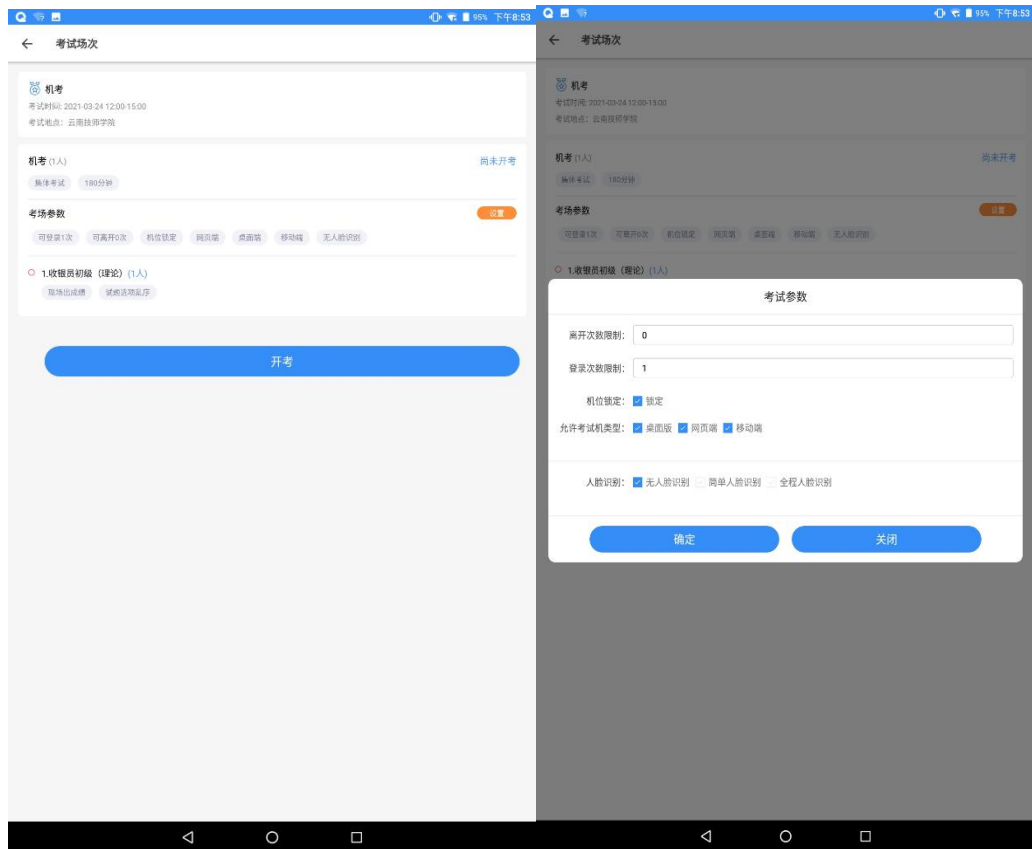 95% 下午8:53
考试场次
机考
考试时间: 2021-03-24 12:00-15:00
考试地点: 云南技师学院
机考 (1人) 尚未开考
集体考试 180分钟
考场参数 设置
可登录1次 可离开0次 机位锁定 网页端 桌面端 移动端 无人脸识别
1.收银员初级（理论）(1人)
现场出成绩 试题选项乱序
开考
95% 下午8:53
考试场次
机考
考试时间: 2021-03-24 12:00-15:00
考试地点: 云南技师学院
机考 (1人) 尚未开考
集体考试 180分钟
考场参数 设置
可登录1次 可离开0次 机位锁定 网页端 桌面端 移动端 无人脸识别
1.收银员初级（理论）(1人)
考试参数
离开次数限制: 0
登录次数限制: 1
机位锁定: 锁定
允许考试机类型: 桌面版 网页端 移动端
人脸识别: 无人脸识别 简单人脸识别 全程人脸识别
确定 关闭